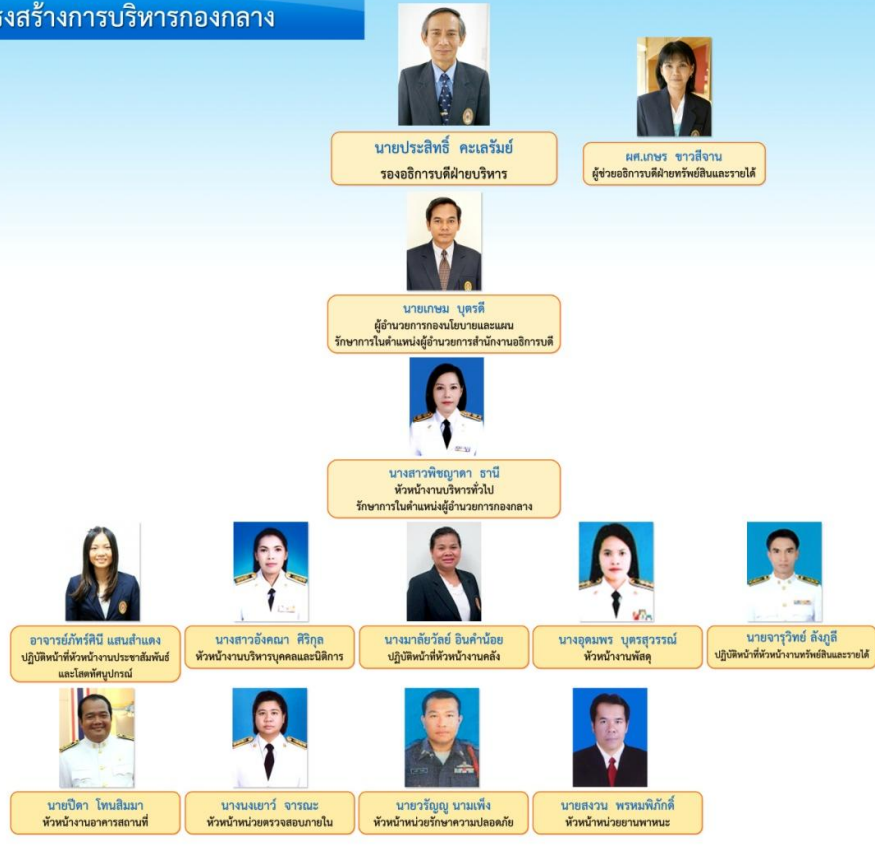 รงสร้างการบริหารกองกลาง
นายประสิทธิ์ คะเลรัมย์
รองอธิการบดีฝ่ายบริหาร
ผศ.เกษร ขาวสีจาน
ผู้ช่วยอธิการบดีฝ่ายทรัพย์สินและรายได้
นายเกษม บุตรดี
ผู้อำนวยการกองนโยบายและแผน
รักษาการในตำแหน่งผู้อำนวยการสำนักงานอธิการบดี
นางสาวพิชญาดา ธานี
หัวหน้างานบริหารทั่วไป
รักษาการในตำแหน่งผู้อำนวยการกองกลาง
อาจารย์ภัทร์ศินี แสนสำแดง
ปฏิบัติหน้าที่หัวหน้างานประชาสัมพันธ์
และโสตทัศนูปกรณ์
นางสาวอังคณา ศิริกุล
หัวหน้างานบริหารบุคคลและนิติการ
นางมาลัยวัลย์ อินคำน้อย
ปฏิบัติหน้าที่หัวหน้างานคลัง
นางอุดมพร บุตรสุวรรณ์
หัวหน้างานพัสดุ
นายจารุวิทย์ ลังภูลี
ปฏิบัติหน้าที่หัวหน้างานทรัพย์สินและรายได้
นายปีดา โทนสิมมา
หัวหน้างานอาคารสถานที่
นางนงเยาว์ จารณะ
หัวหน้าหน่วยตรวจสอบภายใน
นายวรัญญู นามเพ็ง
หัวหน้าหน่วยรักษาความปลอดภัย
นายสงวน พรหมพิภักดิ์
หัวหน้าหน่วยยานพาหนะ